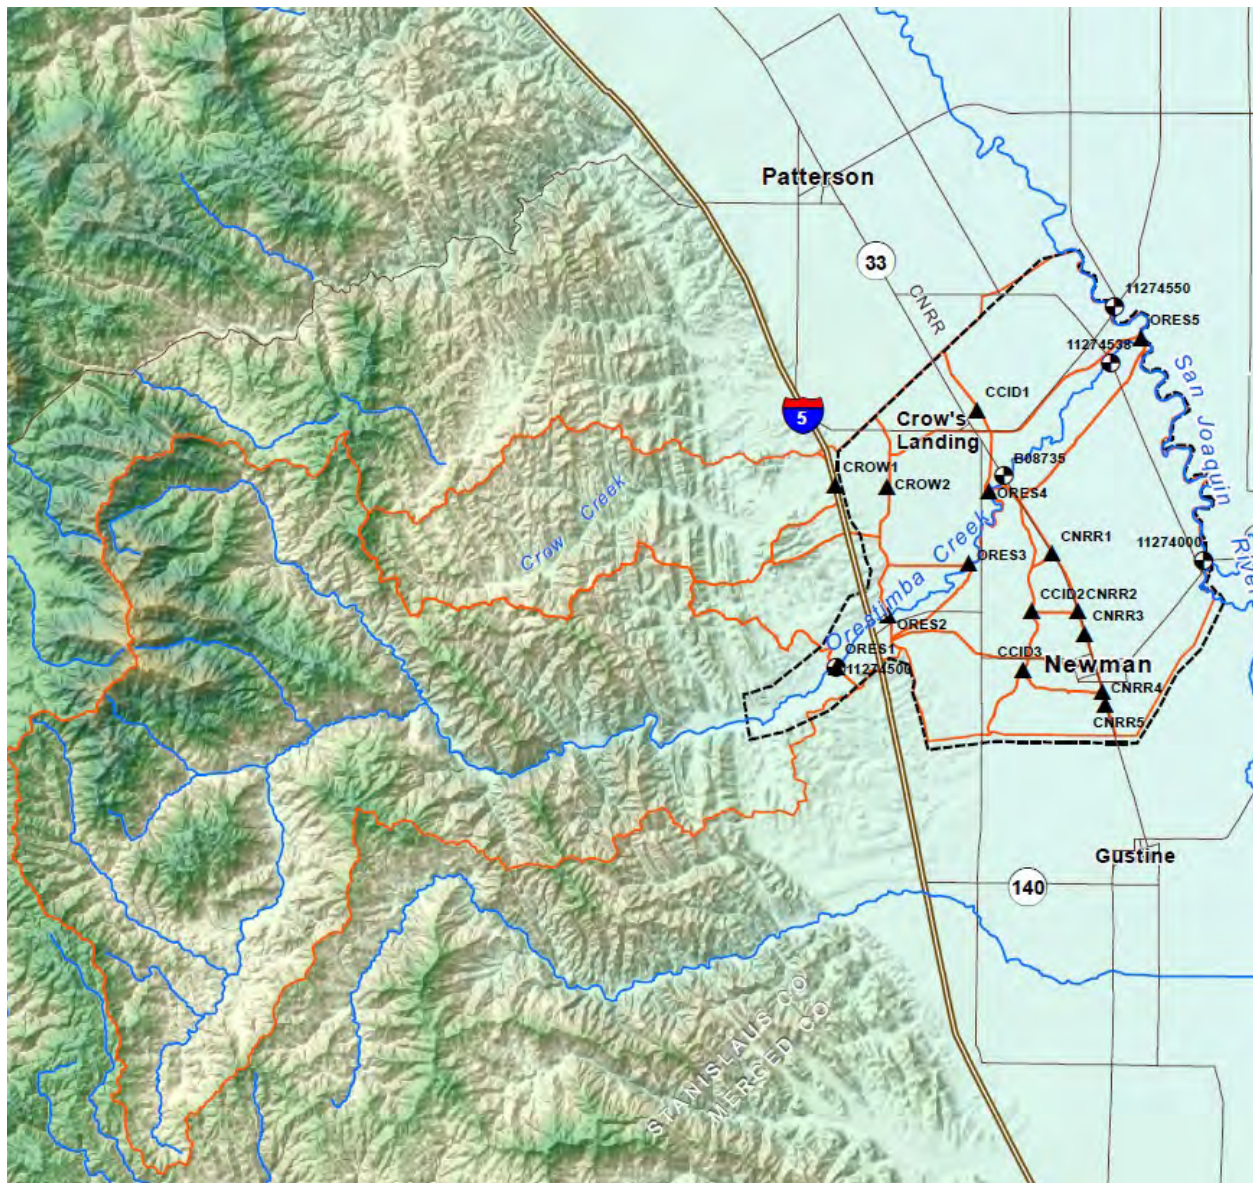 Patterson
33
CNRR
11274550
ORES5
11274538
San Joaquin
River
CCID1
5
Crow's
Landing
B08735
CROW1
CROW2
ORES4
Crow Creek
CNRR1
11274000
ORES3
Orestimba Creek
CCID2
CNRR2
CNRR3
ORES2
ORES1
11274500
CCID3
Newman
CNRR4
CNRR5
Gustine
140
STANISLAUS CO
MERGED CO